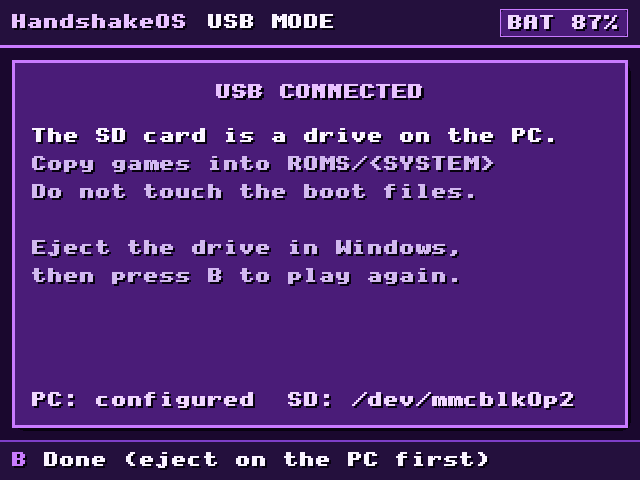 HandshakeOS USB MODE BAT 87%
USB CONNECTED
The SD card is a drive on the PC.
Copy games into ROMS/<SYSTEM>
Do not touch the boot files.
Eject the drive in Windows,
then press B to play again.
PC: configured SD: /dev/mmcblk0p2
B Done (eject on the PC first)